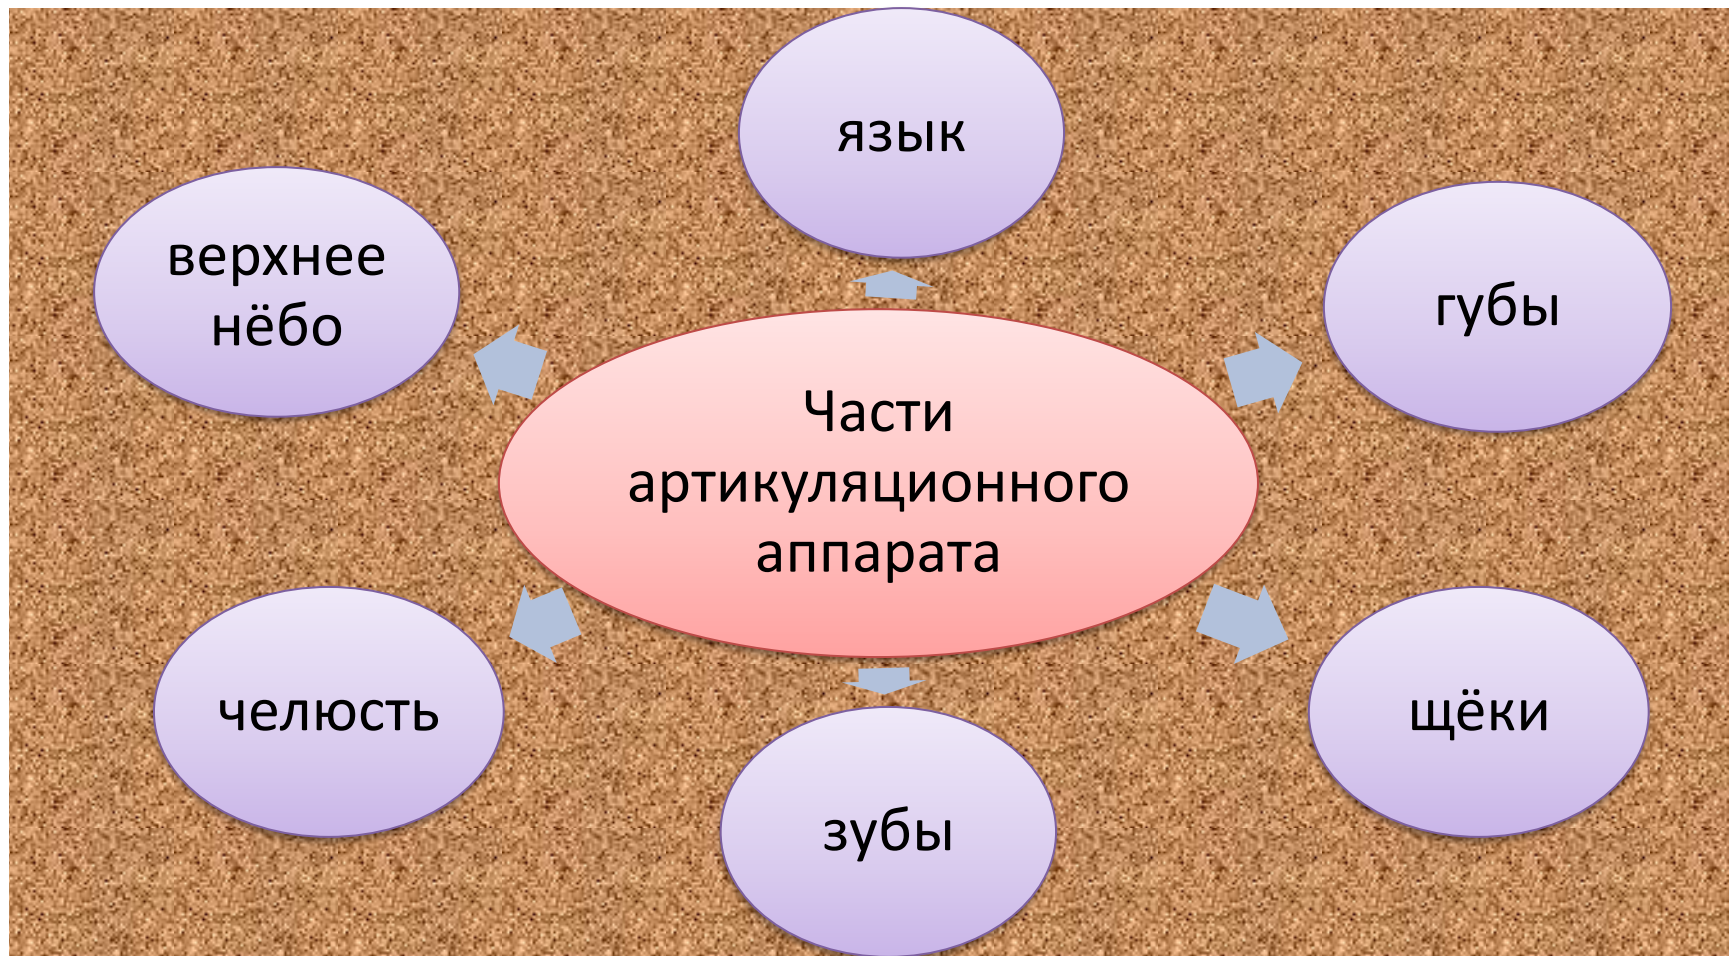 язык
верхнее
нёбо
губы
Части
артикуляционного
аппарата
челюсть
щёки
зубы